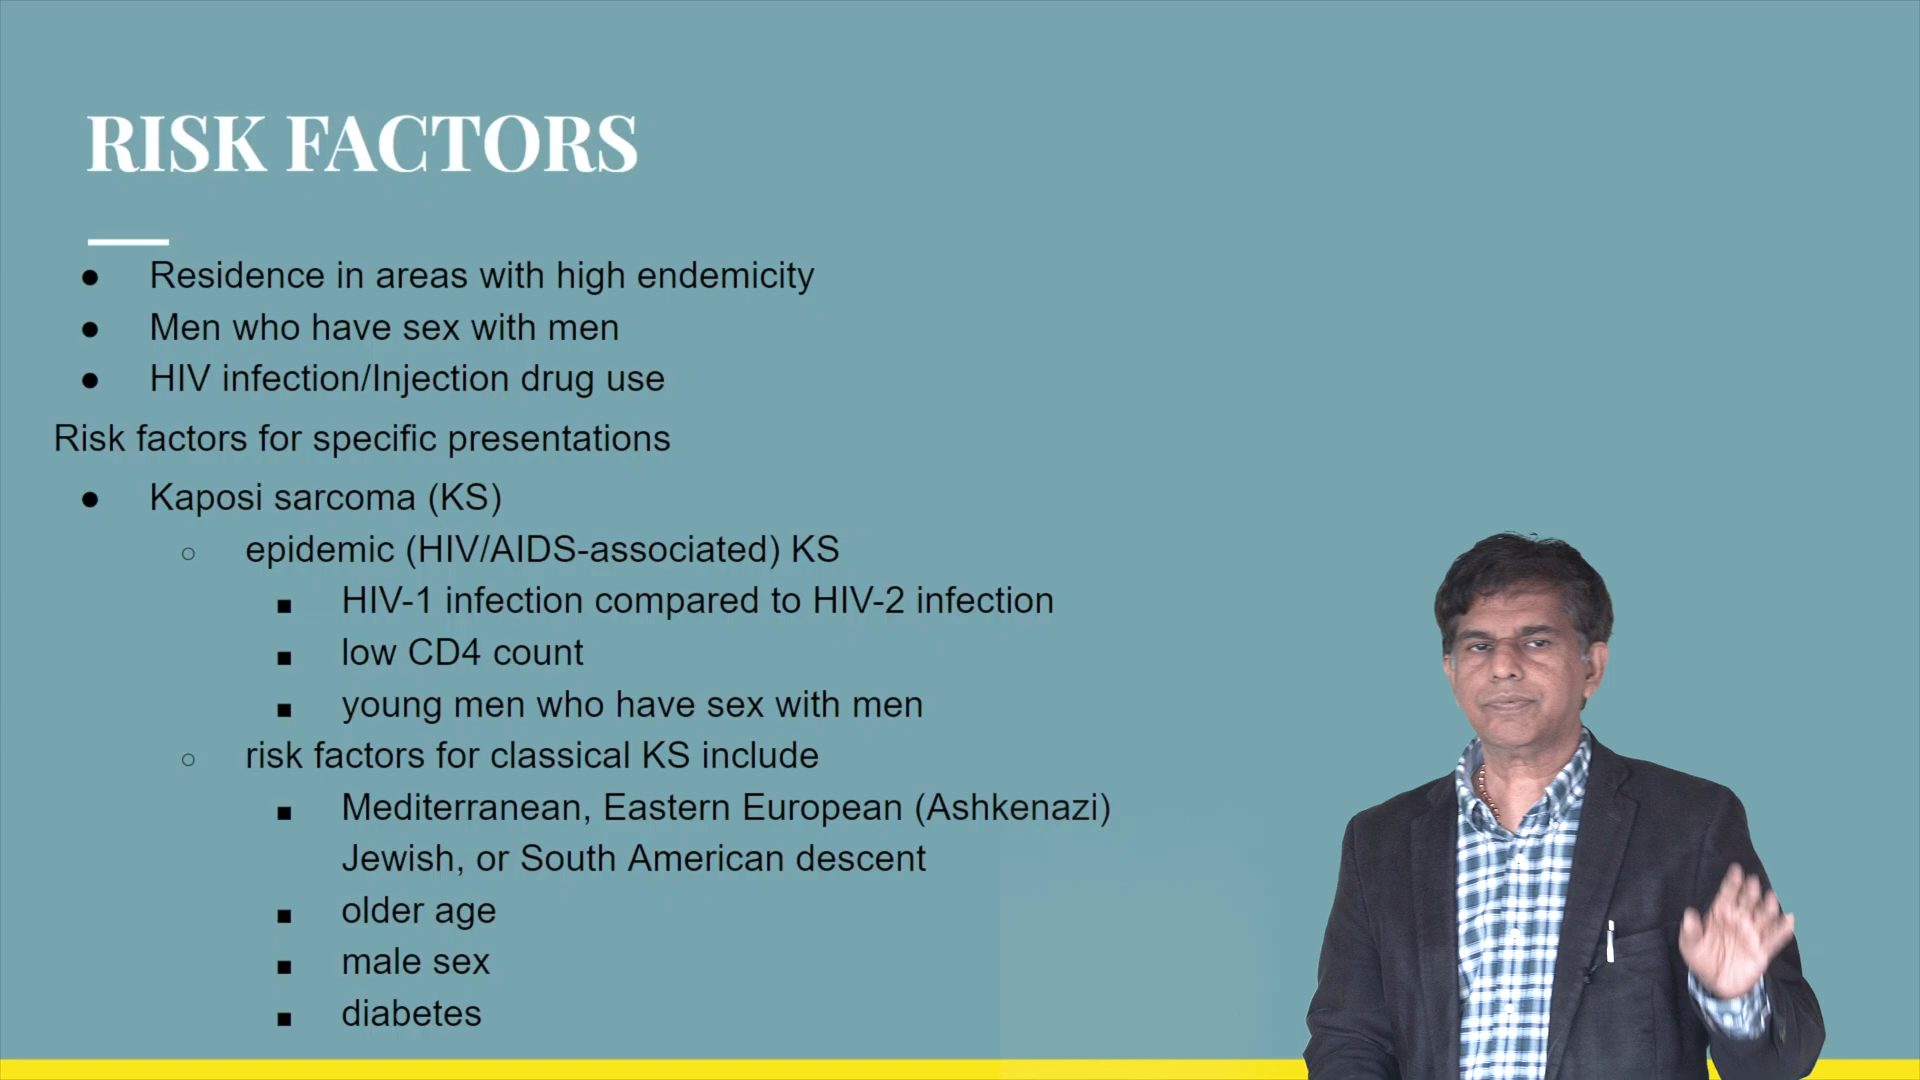 RISK FACTORS
● Residence in areas with high endemicity
● Men who have sex with men
● HIV infection/Injection drug use
Risk factors for specific presentations
● Kaposi sarcoma (KS)
○ epidemic (HIV/AIDS-associated) KS
■ HIV-1 infection compared to HIV-2 infection
■ low CD4 count
■ young men who have sex with men
○ risk factors for classical KS include
■ Mediterranean, Eastern European (Ashkenazi)
Jewish, or South American descent
■ older age
■ male sex
■ diabetes